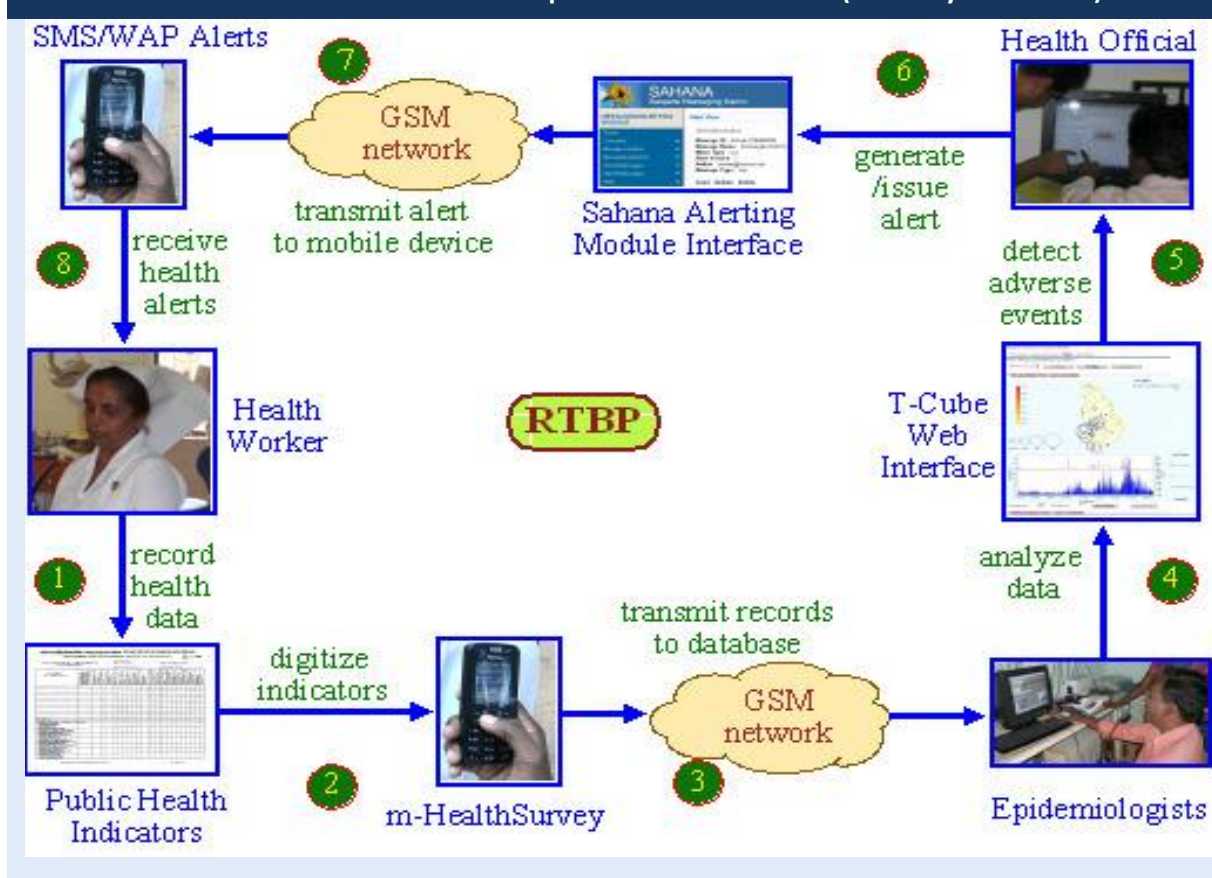 SMS/WAP Alerts
7
GSM
network
transmit alert
to mobile device
SAHANA
Sahana Alerting
Module Interface
6
generate
/issue
alert
Health Official
8
receive
health
alerts
detect
adverse
events
5
Health
Worker
RTBP
T-Cube
Web
Interface
1
record
health
data
analyze
data
4
digitize
indicators
transmit records
to database
GSM
network
2
3
Public Health
Indicators
m-HealthSurvey
Epidemiologists